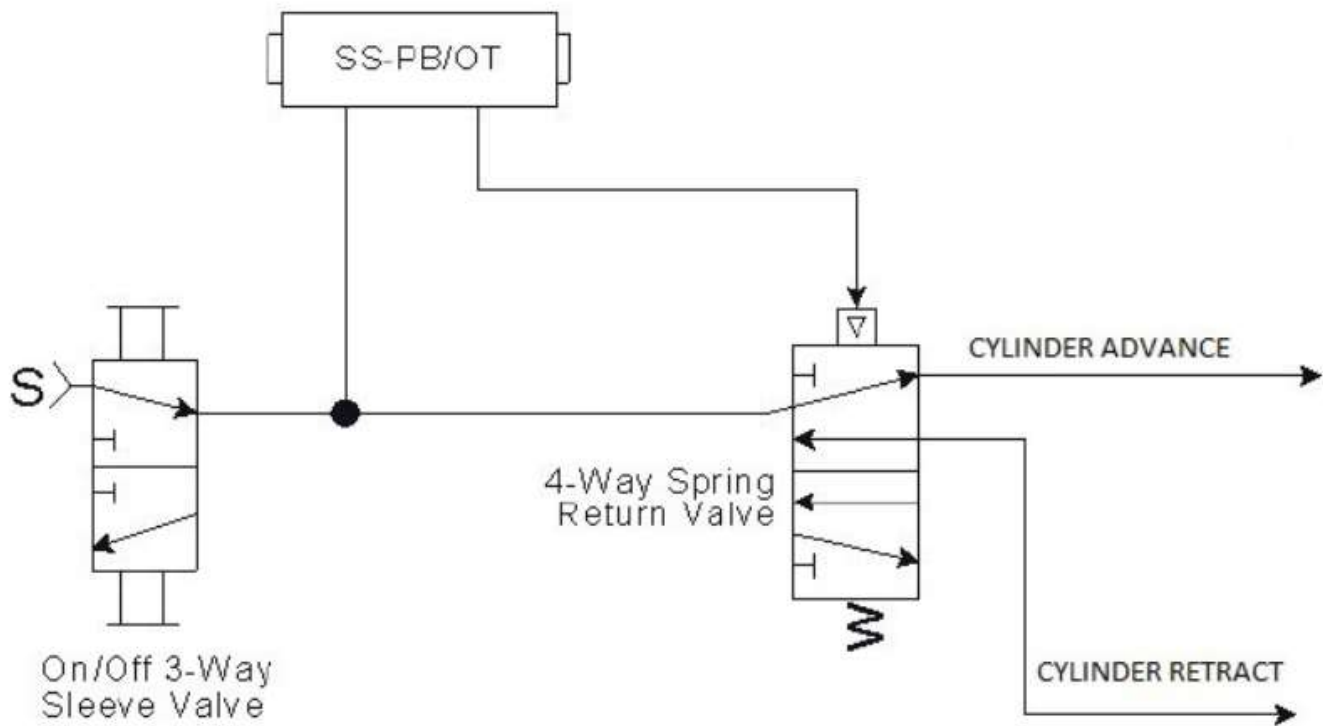 SS-PB/OT
S
CYLINDER ADVANCE
4-Way Spring
Return Valve
On/Off 3-Way
Sleeve Valve
CYLINDER RETRACT